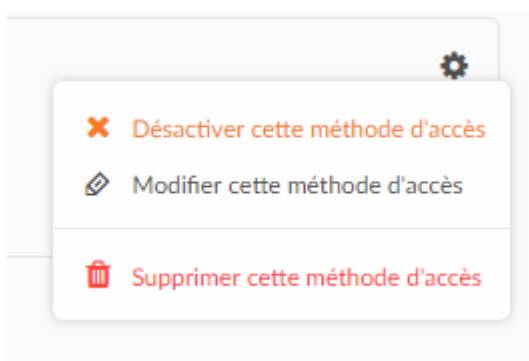 Désactiver cette méthode d'accès
Modifier cette méthode d'accès
Supprimer cette méthode d'accès